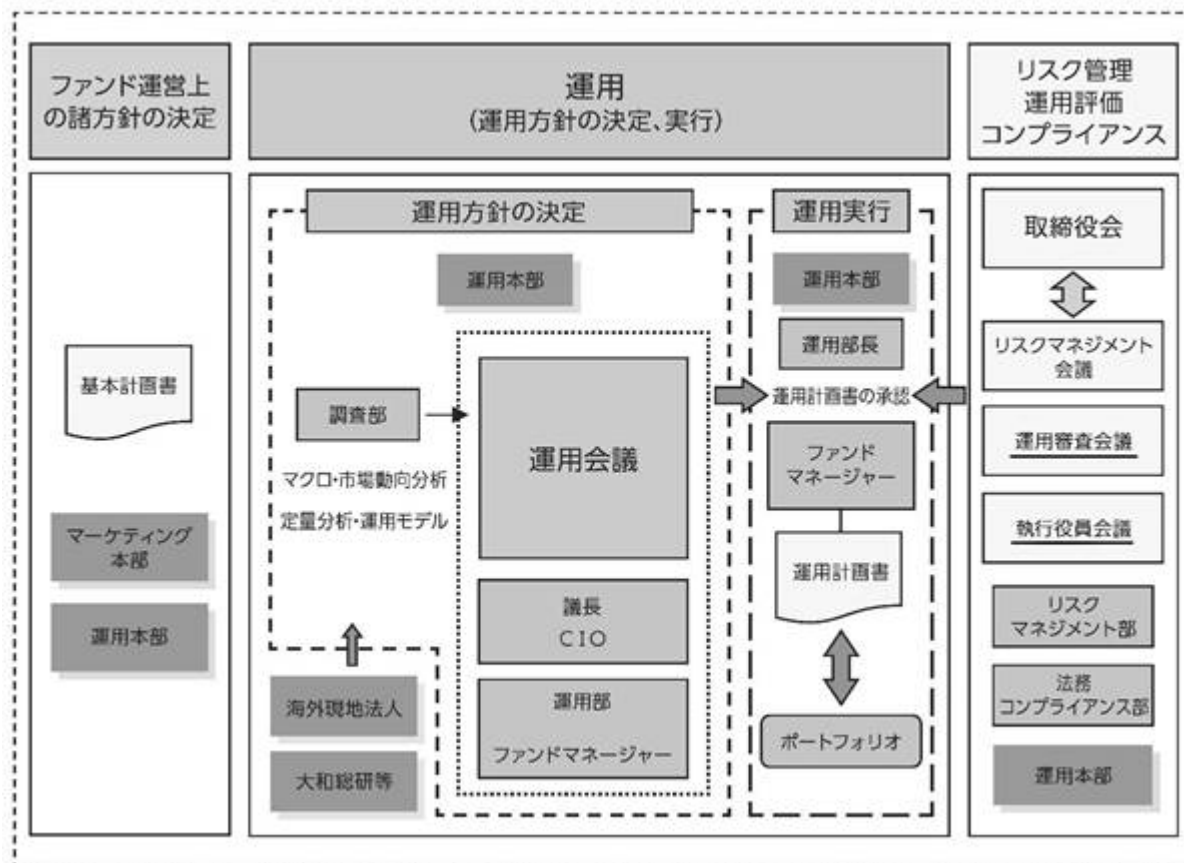 ファンド運営上
の諸方針の決定
運用
(運用方針の決定、実行)
リスク管理
運用評価
コンプライアンス
基本計画書
マーケティング
本部
運用本部
運用方針の決定
運用本部
調査部
マクロ・市場動向分析
定量分析・運用モデル
運用会議
議長
CIO
運用部
ファンドマネージャー
海外現地法人
大和総研等
運用実行
運用本部
運用部長
運用計画書の承認
ファンド
マネージャー
運用計画書
ポートフォリオ
取締役会
リスクマネジメント
会議
運用審査会議
執行役員会議
リスク
マネジメント部
法務
コンプライアンス部
運用本部